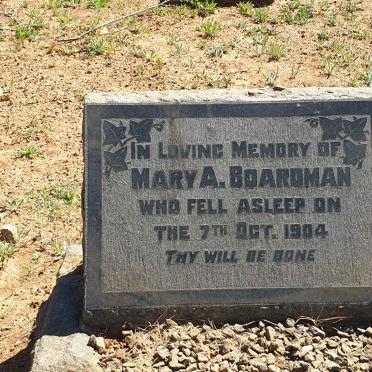 In Loving Memory of
Mary A. Boardman
who fell asleep on
the 7th Oct. 1904
Thy will be done